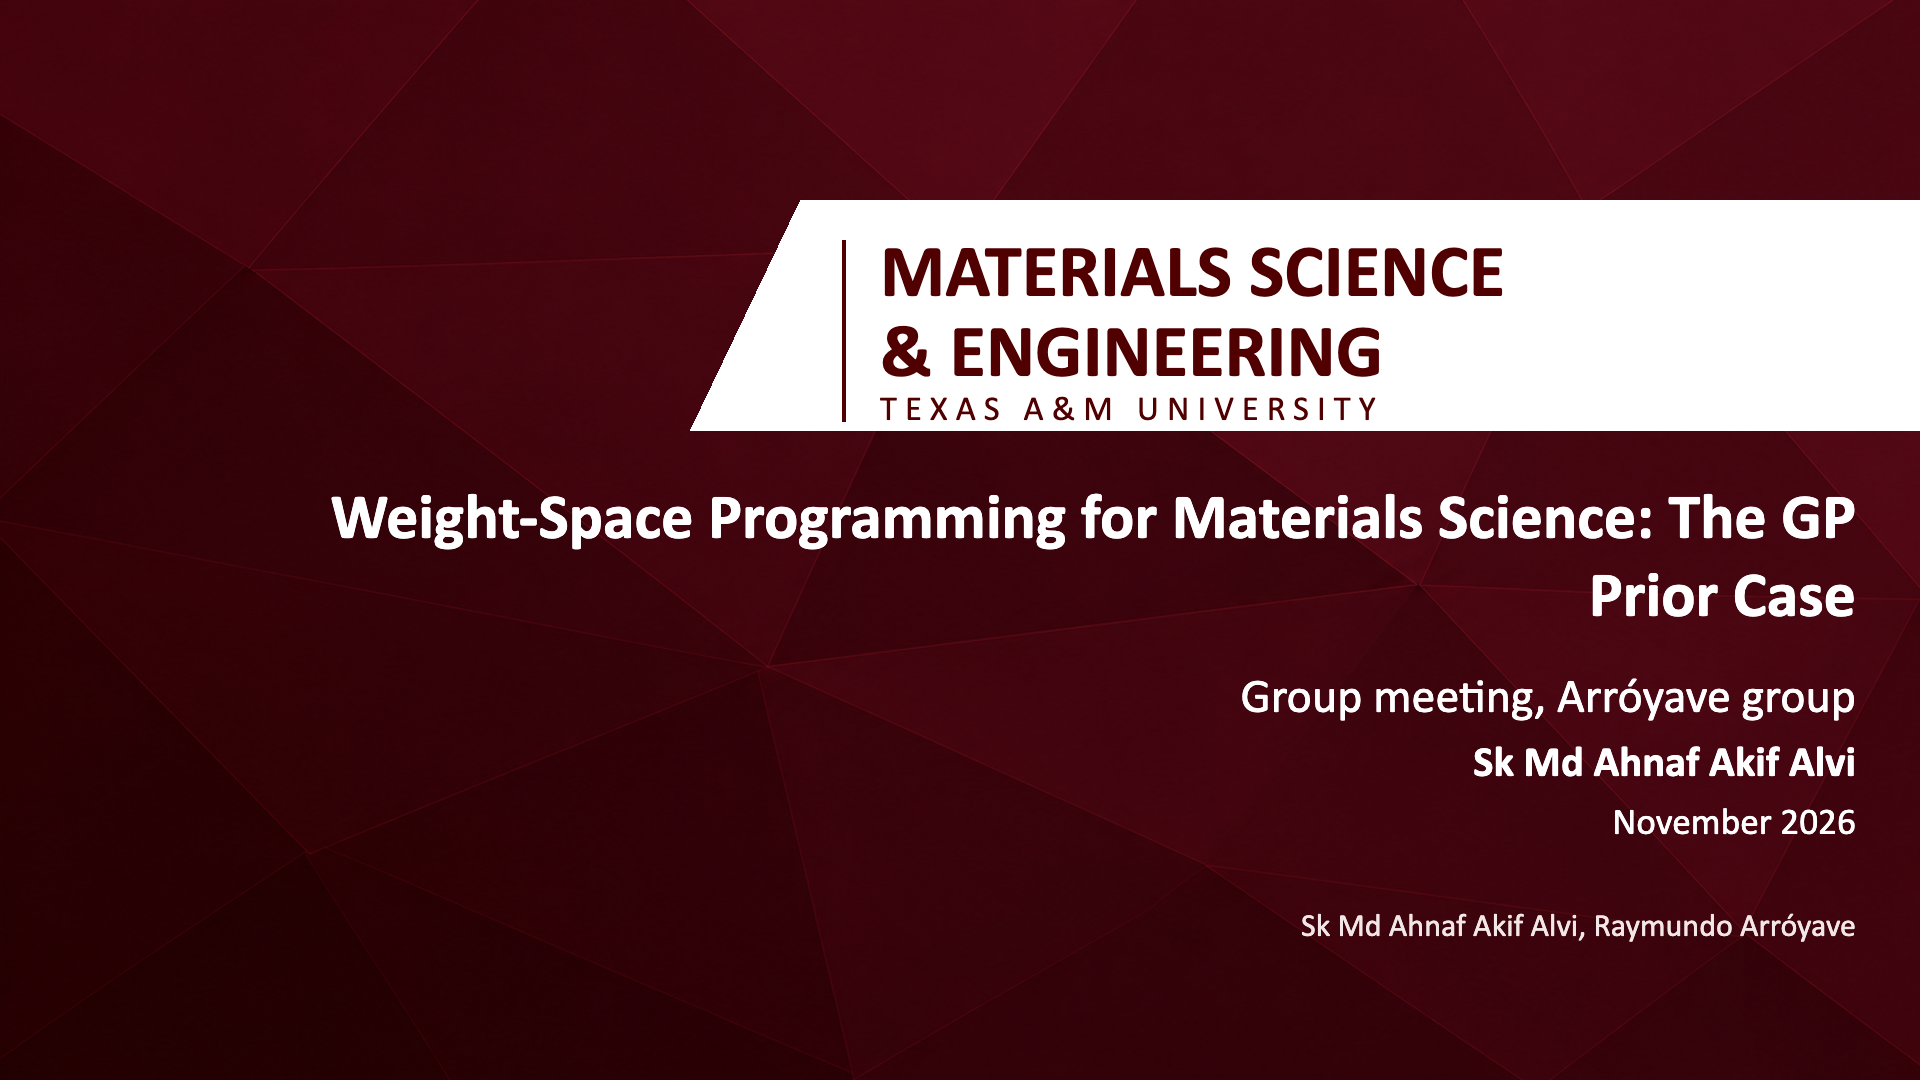 MATERIALS SCIENCE
& ENGINEERING
TEXAS A&M UNIVERSITY
Weight-Space Programming for Materials Science: The GP
Prior Case
Group meeting, Arróyave group
Sk Md Ahnaf Akif Alvi
November 2026
Sk Md Ahnaf Akif Alvi, Raymundo Arróyave